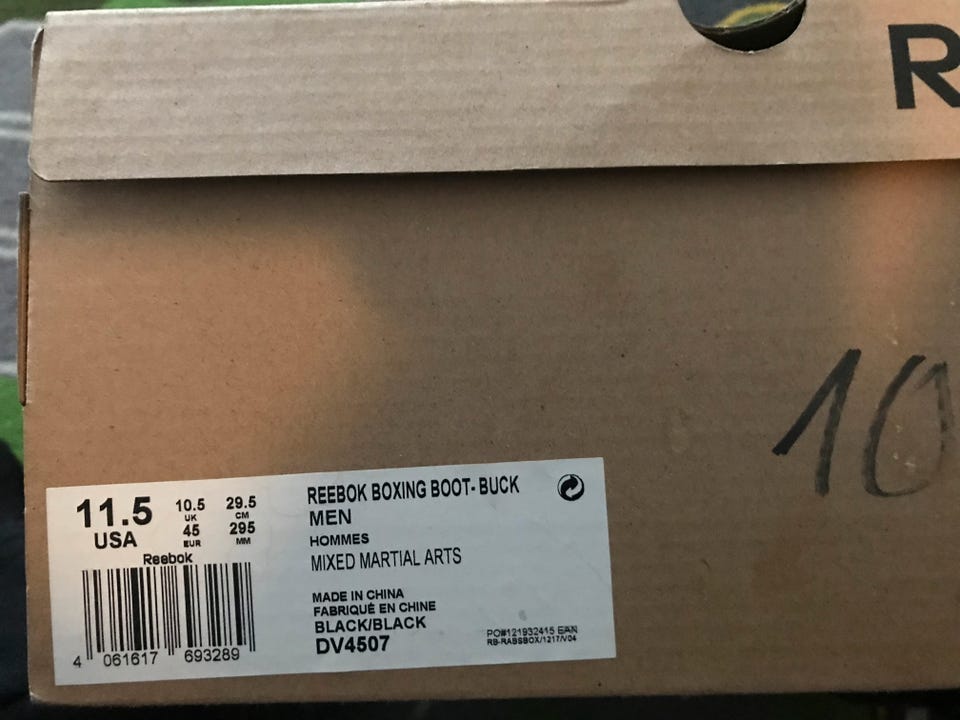 R
10
11.5
USA
10.5
UK
45
EUR
29.5
CM
295
MM
Reebok
4 061617 693289
REEBOK BOXING BOOT-BUCK
MEN
HOMMES
MIXED MARTIAL ARTS
MADE IN CHINA
FABRIQUÉ EN CHINE
BLACK/BLACK
DV4507
PO#121932415 EAN
RB-RABSBOX/1217/V04